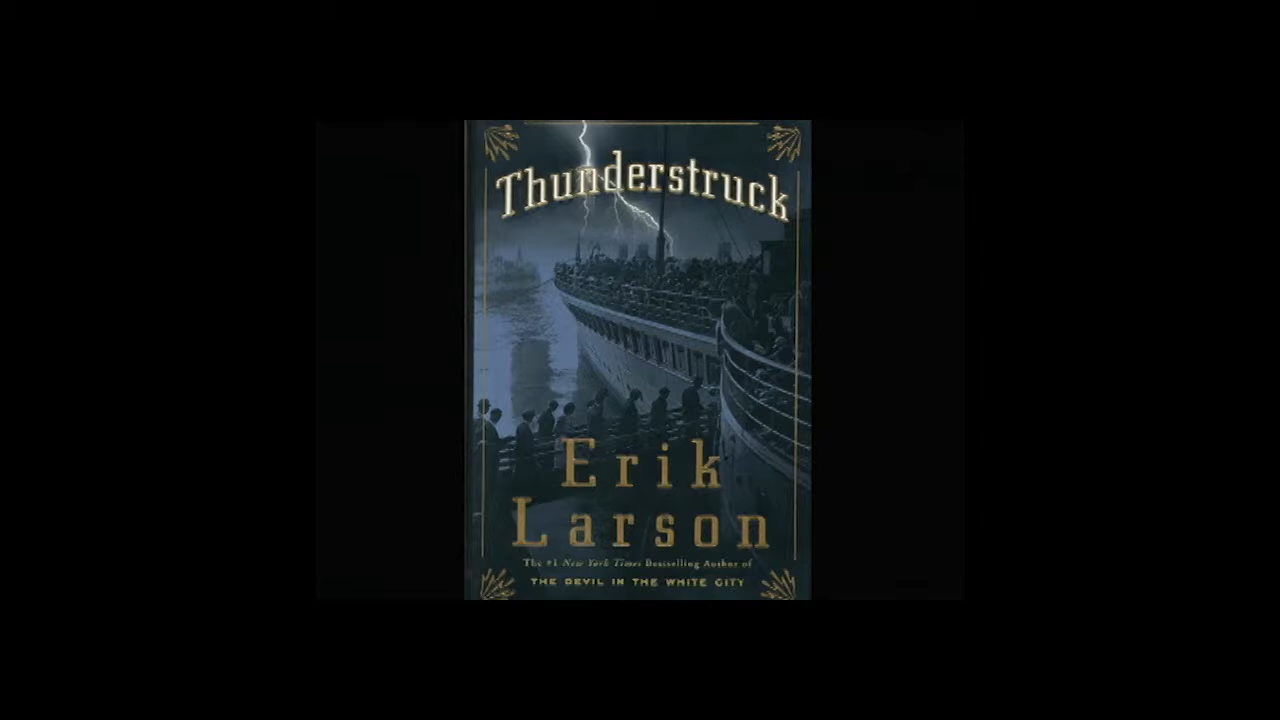 Thunderstruck
Erik
Larson
The #1 New York Times Bestselling Author of
THE DEVIL IN THE WHITE CITY